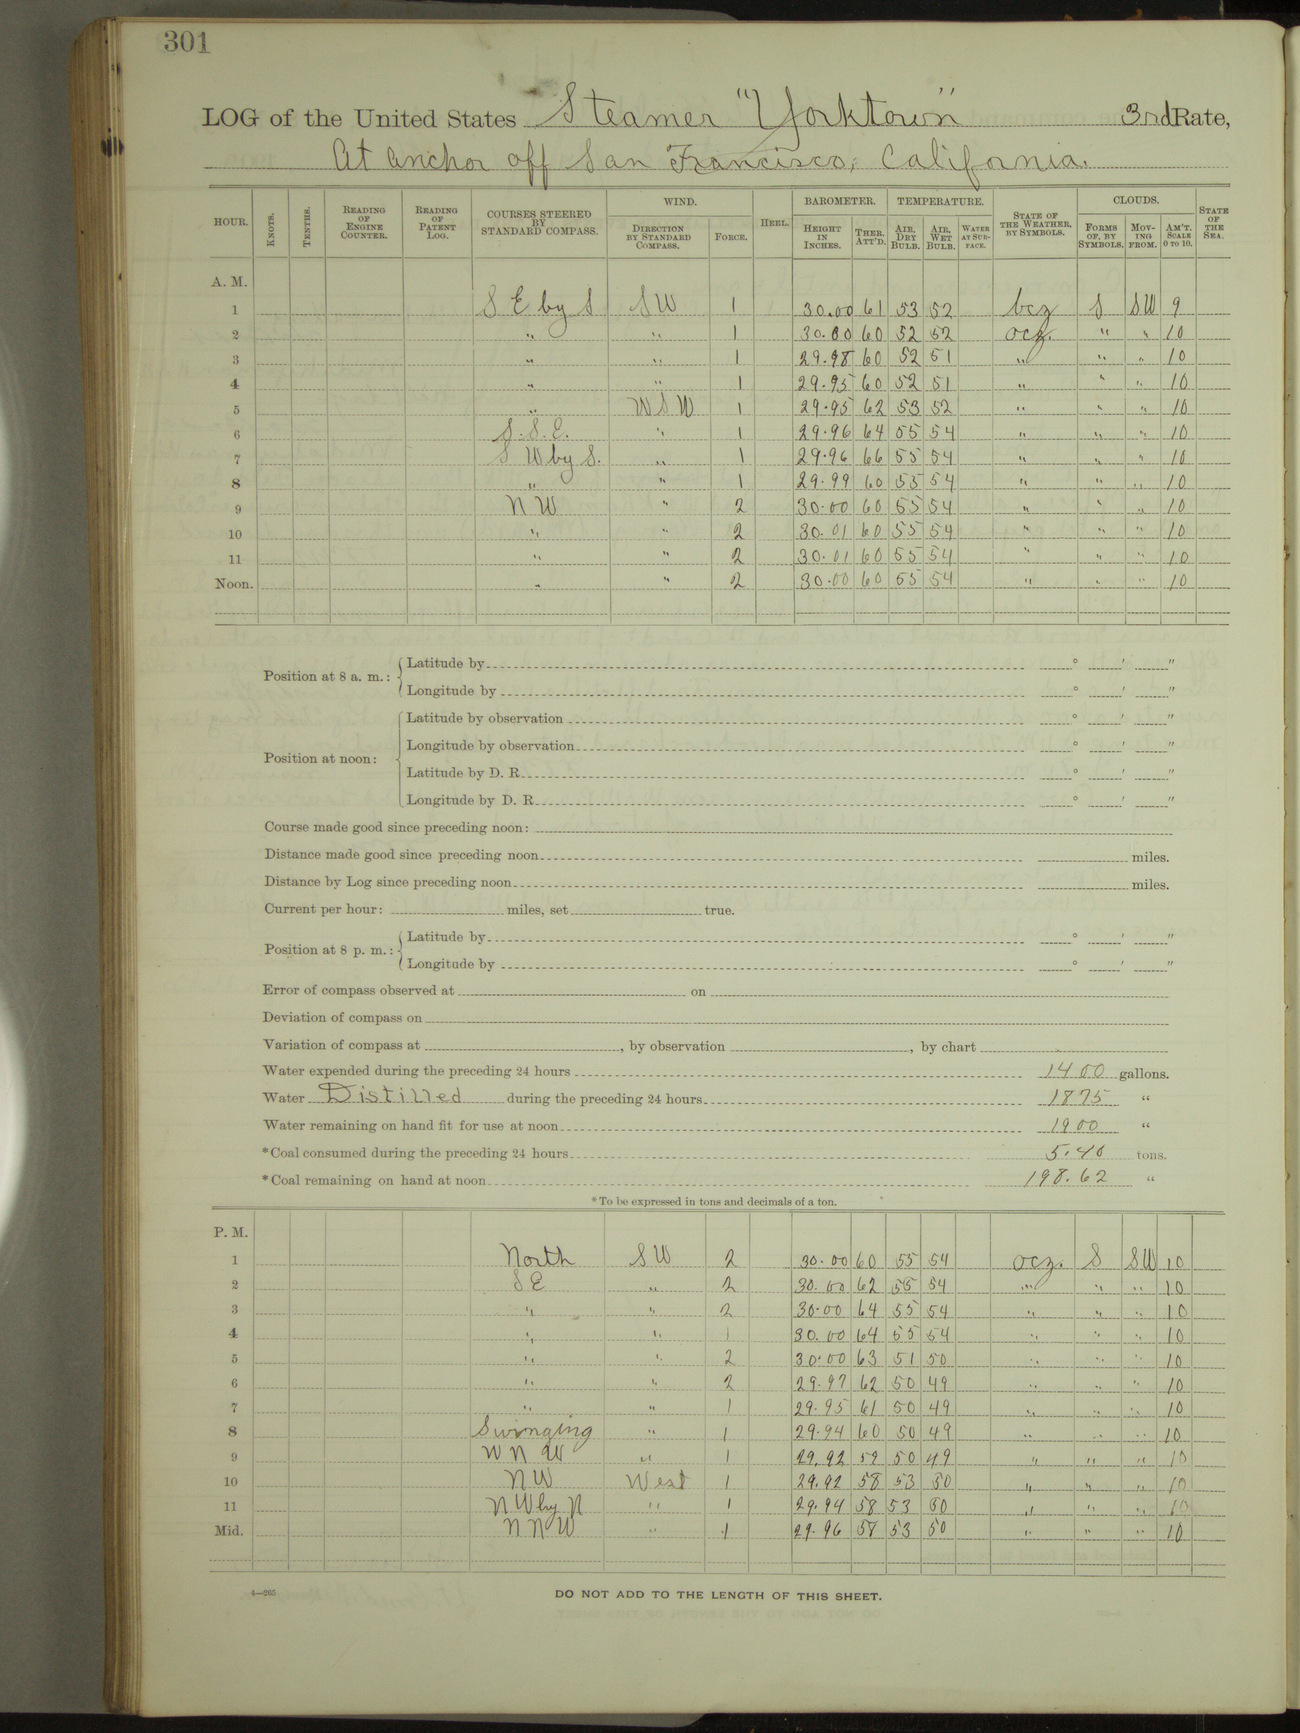 301
LOG of the United States Steamer "Yorktown" 3rd Rate,
At anchor off San Francisco, California.
HOUR. KNOTS. TENTHS. READING OF ENGINE COUNTER. READING OF PATENT LOG. COURSES STEERED BY STANDARD COMPASS. WIND. DIRECTION BY STANDARD COMPASS. FORCE. HEEL. BAROMETER. HEIGHT IN INCHES. THER. ATT'D. TEMPERATURE. AIR, DRY BULB. AIR, WET BULB. WATER AT SURFACE. STATE OF THE WEATHER, BY SYMBOLS. CLOUDS. FORMS OF, BY SYMBOLS. MOVING FROM. AM'T. SCALE 0 TO 10. STATE OF THE SEA.
A. M.
1 S E by S SW 1 30.00 61 53 52 bcz S SW 9
2 " " 1 30.00 60 52 52 ocz. " " 10
3 " " 1 29.98 60 52 51 " " " 10
4 " " 1 29.95 60 52 51 " " " 10
5 " WSW 1 29.95 62 53 52 " " " 10
6 S.S.E. " 1 29.96 64 55 54 " " " 10
7 S W by S. " 1 29.96 66 55 54 " " " 10
8 " " 1 29.99 60 55 54 " " " 10
9 N W " 2 30.00 60 55 54 " " " 10
10 " " 2 30.01 60 55 54 " " " 10
11 " " 2 30.01 60 55 54 " " " 10
Noon. " " 2 30.00 60 55 54 " " " 10
Position at 8 a. m.: Latitude by ° ′ ″
Longitude by ° ′ ″
Position at noon: Latitude by observation ° ′ ″
Longitude by observation ° ′ ″
Latitude by D. R. ° ′ ″
Longitude by D. R. ° ′ ″
Course made good since preceding noon:
Distance made good since preceding noon miles.
Distance by Log since preceding noon miles.
Current per hour: miles, set true.
Position at 8 p. m.: Latitude by ° ′ ″
Longitude by ° ′ ″
Error of compass observed at on
Deviation of compass on
Variation of compass at , by observation , by chart
Water expended during the preceding 24 hours 1400 gallons.
Water Distilled during the preceding 24 hours 1875 "
Water remaining on hand fit for use at noon 1900 "
*Coal consumed during the preceding 24 hours 5.40 tons.
*Coal remaining on hand at noon 198.62 "
*To be expressed in tons and decimals of a ton.
P. M.
1 North SW 2 30.00 60 55 54 ocz. S SW 10
2 SE " 2 30.00 62 55 54 " " " 10
3 " " 2 30.00 64 55 54 " " " 10
4 " " 1 30.00 64 55 54 " " " 10
5 " " 2 30.00 63 51 50 " " " 10
6 " " 2 29.97 62 50 49 " " " 10
7 " " 1 29.95 61 50 49 " " " 10
8 Swinging " 1 29.94 60 50 49 " " " 10
9 W N W " 1 29.92 59 50 49 " " " 10
10 NW West 1 29.92 58 53 50 " " " 10
11 N W by N " 1 29.94 58 53 50 " " " 10
Mid. N N W " 1 29.96 58 53 50 " " " 10
4—265
DO NOT ADD TO THE LENGTH OF THIS SHEET.